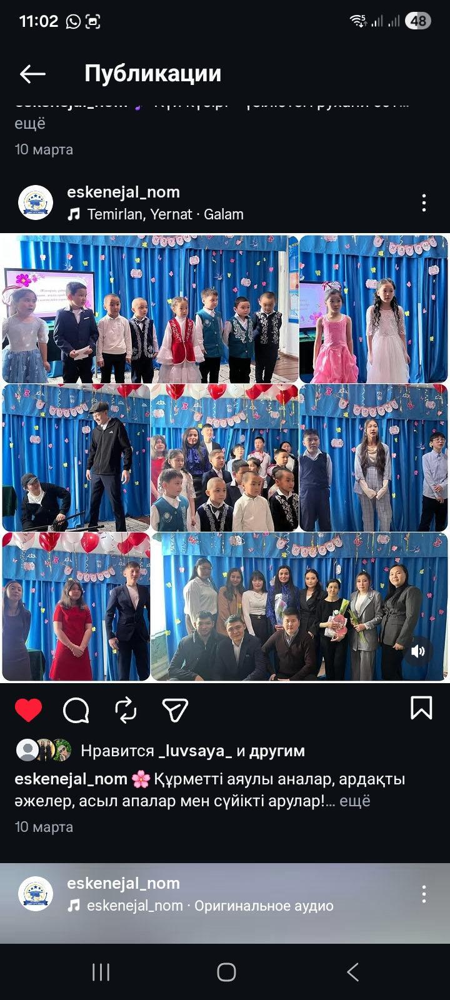 11:02
5
48
Публикации
ещё
10 марта
eskenejal_nom
Temirlan, Yernat · Galam
Нравится _luvsaya_ и другим
eskenejal_nom 🌸 Құрметті аяулы аналар, ардақты
әжелер, асыл апалар мен сүйікті арулар!... ещё
10 марта
eskenejal_nom
eskenejal_nom · Оригинальное аудио